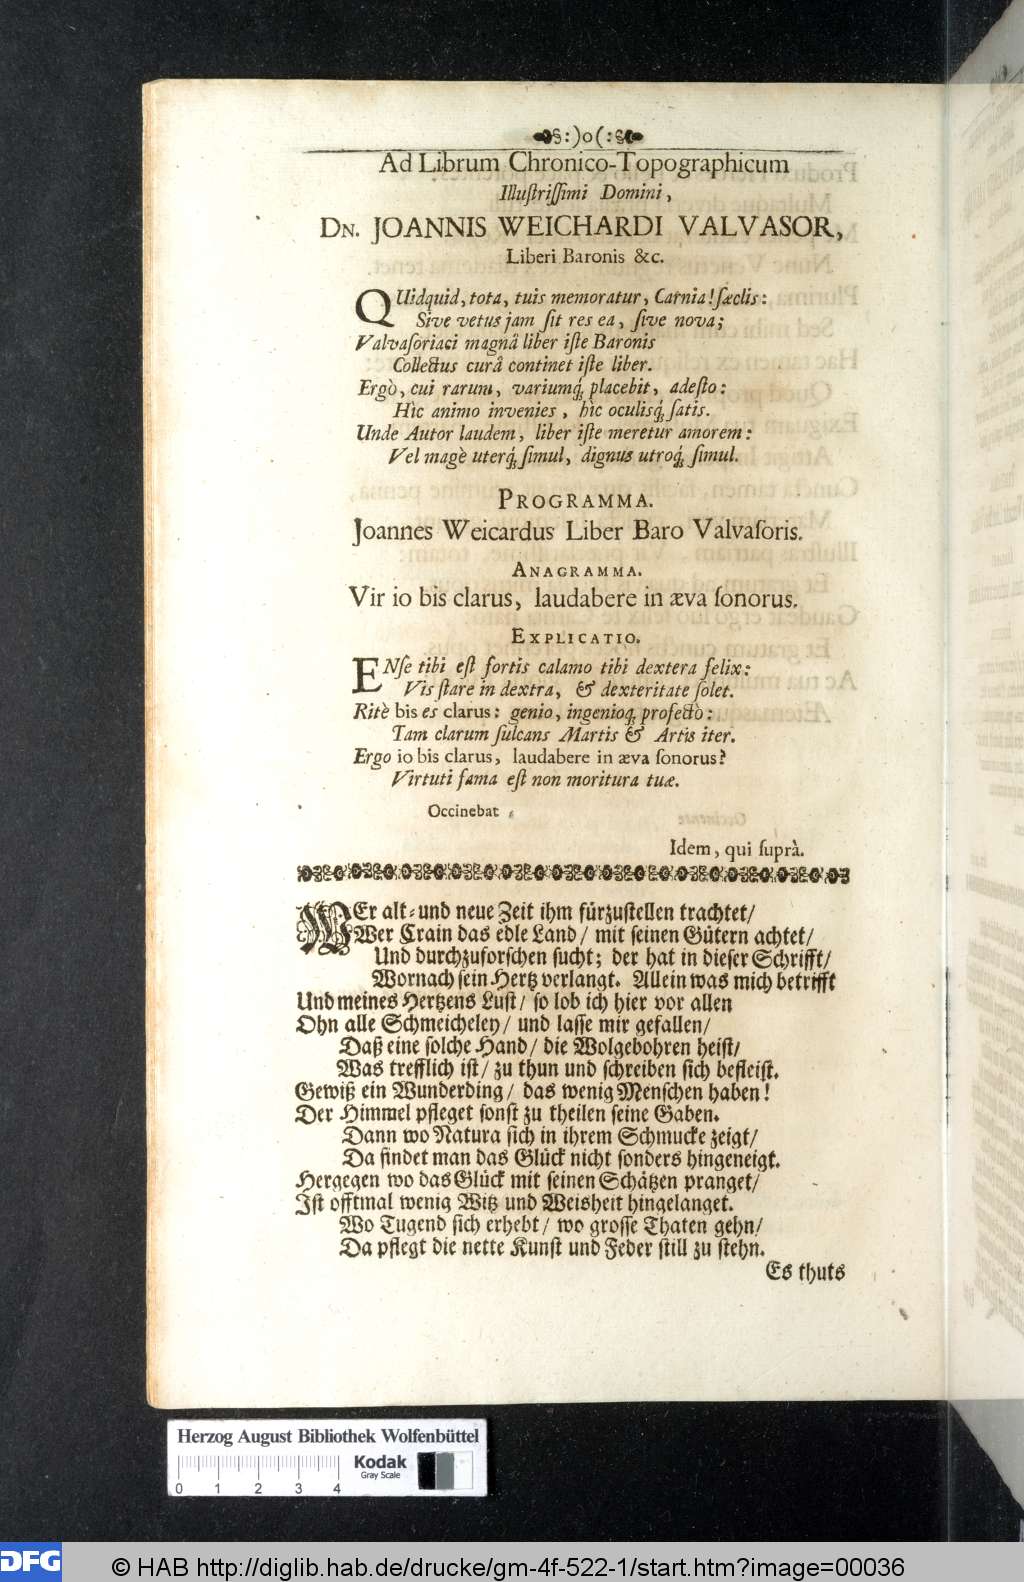 :)o(:
Ad Librum Chronico-Topographicum
Illuſtriſſimi Domini,
DN. JOANNIS WEICHARDI VALVASOR,
Liberi Baronis &c.
QUidquid, tota, tuis memoratur, Carnia! ſæclis:
Sive vetus jam ſit res ea, ſive nova;
Valvaſoriaci magnâ liber iſte Baronis
Collectus curâ continet iſte liber.
Ergò, cui rarum, variumq́; placebit, adeſto:
Hìc animo invenies, hìc oculisq́; ſatis.
Unde Autor laudem, liber iſte meretur amorem:
Vel magè uterq́; ſimul, dignus utroq́; ſimul.
PROGRAMMA.
Joannes Weicardus Liber Baro Valvaſoris.
ANAGRAMMA.
Vir io bis clarus, laudabere in æva ſonorus.
EXPLICATIO.
ENſe tibi eſt fortis calamo tibi dextera felix:
Vis ſtare in dextra, & dexteritate ſolet.
Ritè bis es clarus: genio, ingenioq́; profectò:
Tam clarum ſulcans Martis & Artis iter.
Ergo io bis clarus, laudabere in æva ſonorus?
Virtuti fama eſt non moritura tuæ.
Occinebat
Idem, qui ſuprà.
WEr alt⸗ und neue Zeit ihm fürzuſtellen trachtet/
Wer Crain das edle Land/ mit ſeinen Gütern achtet/
Und durchzuforſchen ſucht; der hat in dieſer Schrifft/
Wornach ſein Hertz verlangt. Allein was mich betrifft
Und meines Hertzens Luſt/ ſo lob ich hier vor allen
Ohn alle Schmeicheley/ und laſſe mir gefallen/
Daß eine ſolche Hand/ die Wolgebohren heiſt/
Was trefflich iſt/ zu thun und ſchreiben ſich befleiſt.
Gewiß ein Wunderding/ das wenig Menſchen haben!
Der Himmel pfleget ſonſt zu theilen ſeine Gaben.
Dann wo Natura ſich in ihrem Schmucke zeigt/
Da findet man das Glück nicht ſonders hingeneigt.
Hergegen wo das Glück mit ſeinen Schätzen pranget/
Iſt offtmal wenig Witz und Weisheit hingelanget.
Wo Tugend ſich erhebt/ wo groſſe Thaten gehn/
Da pflegt die nette Kunſt und Feder ſtill zu ſtehn.
Es thuts
Herzog August Bibliothek Wolfenbüttel
Kodak
Gray Scale
0 1 2 3 4
DFG
© HAB http://diglib.hab.de/drucke/gm-4f-522-1/start.htm?image=00036